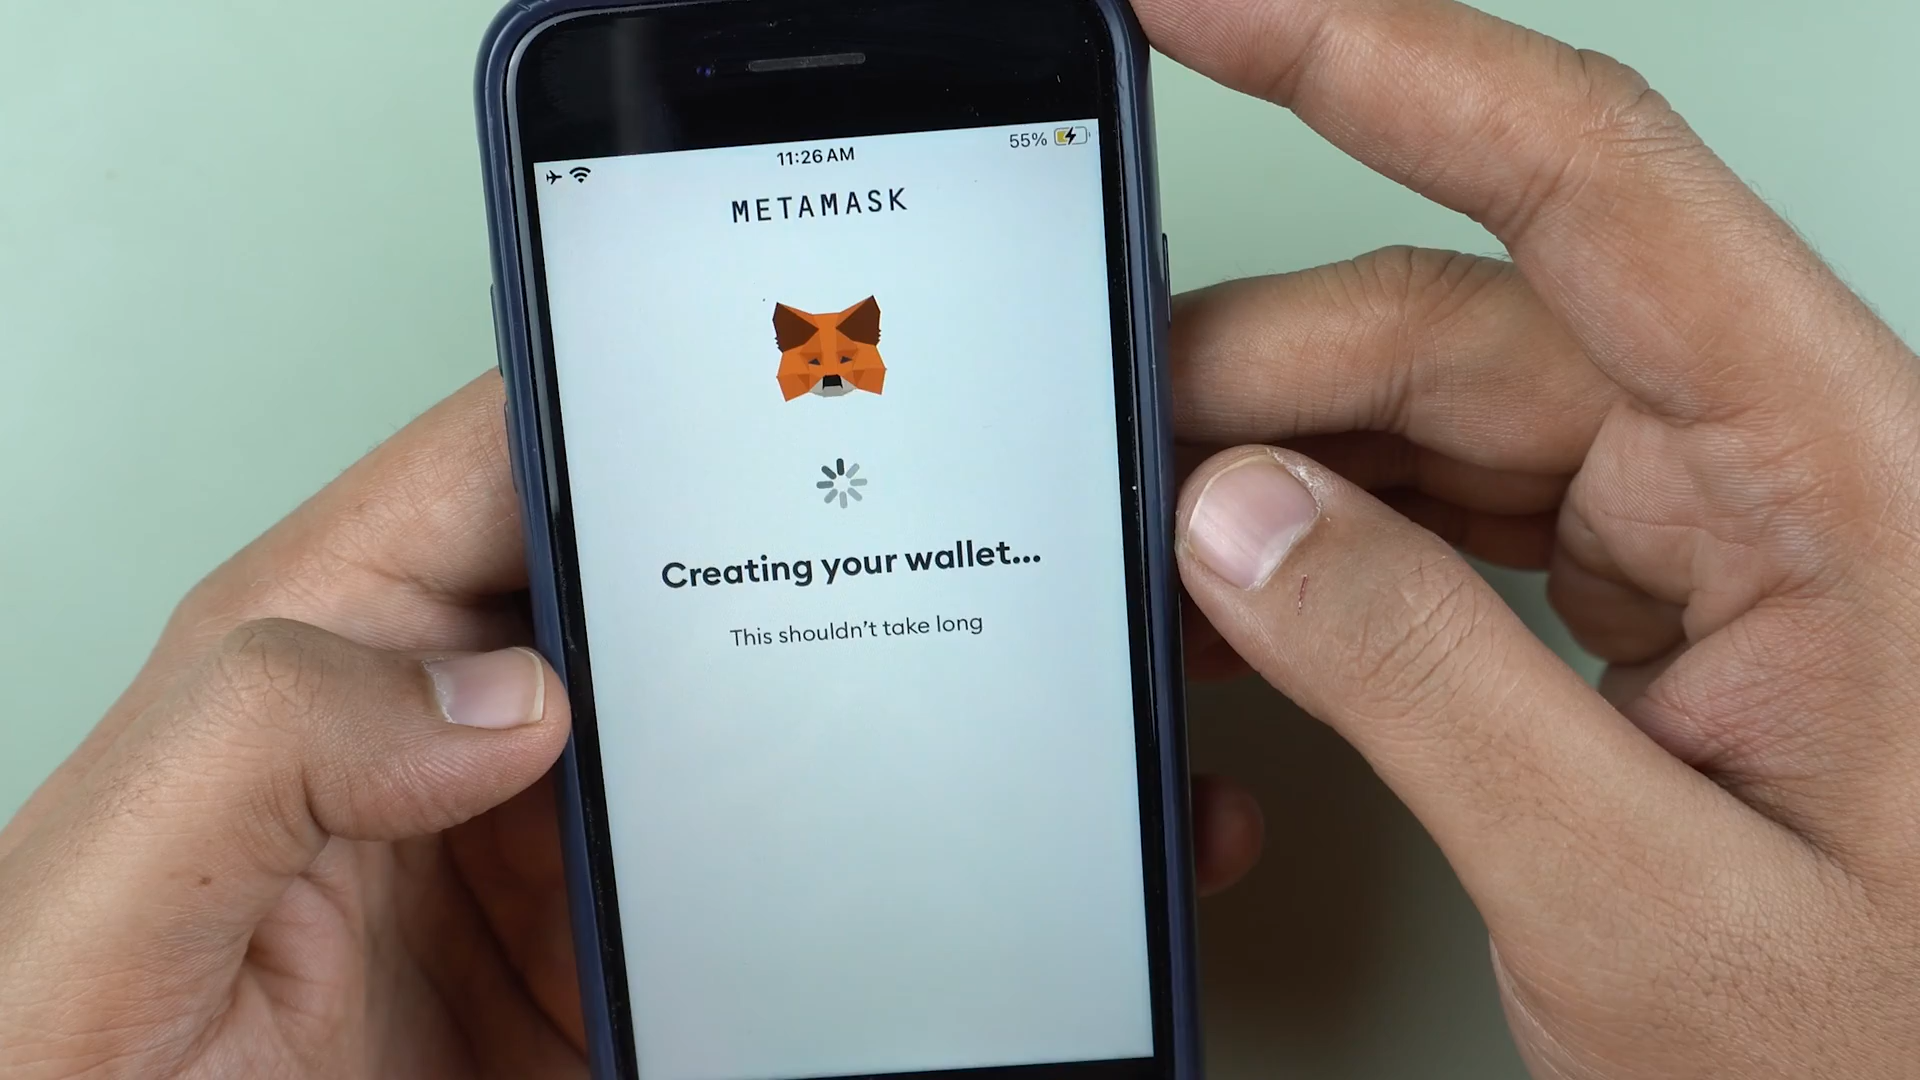 11:26 AM
55%
METAMASK
Creating your wallet...
This shouldn't take long